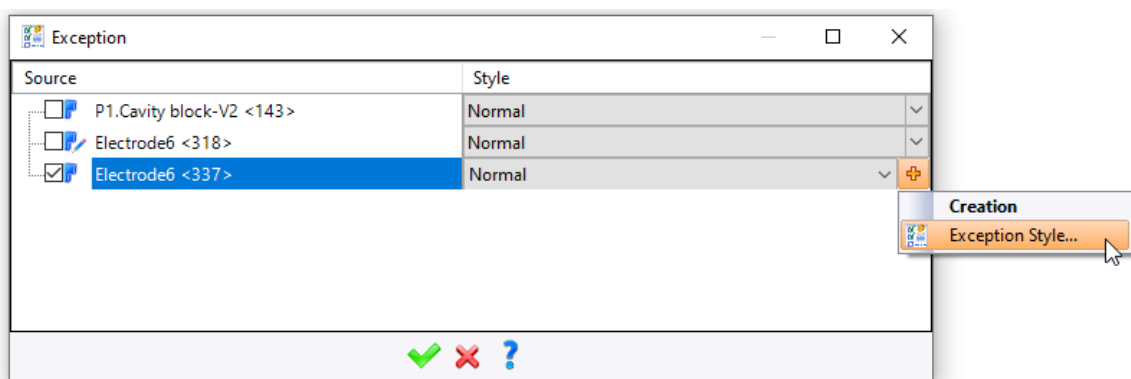 Exception
Source Style
P1.Cavity block-V2 <143> Normal
Electrode6 <318> Normal
Electrode6 <337> Normal
Creation
Exception Style...